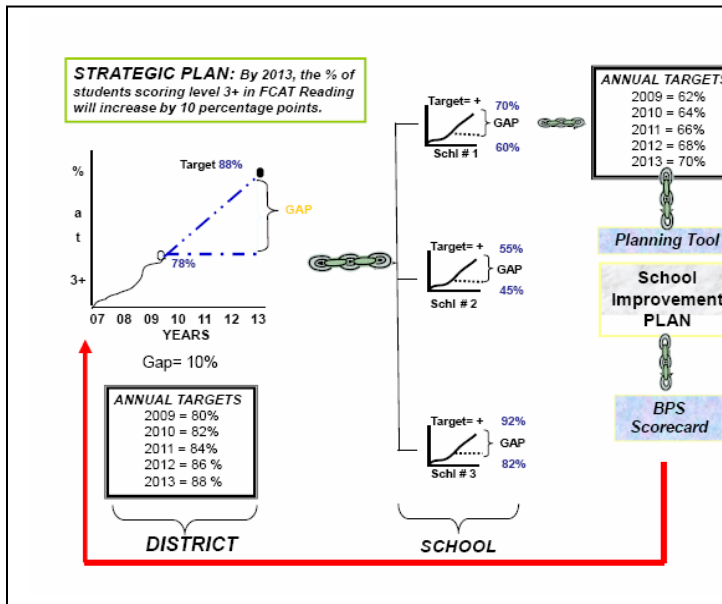 STRATEGIC PLAN: By 2013, the % of
students scoring level 3+ in FCAT Reading
will increase by 10 percentage points.
%
a
t
3+
Target 88%
GAP
78%
07 08 09 10 11 12 13
YEARS
Gap= 10%
ANNUAL TARGETS
2009 = 80%
2010 = 82%
2011 = 84%
2012 = 86 %
2013 = 88 %
DISTRICT
Target= + 70%
GAP
60%
Schl # 1
Target= + 55%
GAP
45%
Schl # 2
Target= + 92%
GAP
82%
Schl # 3
SCHOOL
ANNUAL TARGETS
2009 = 62%
2010 = 64%
2011 = 66%
2012 = 68%
2013 = 70%
Planning Tool
School
Improvement
PLAN
BPS
Scorecard